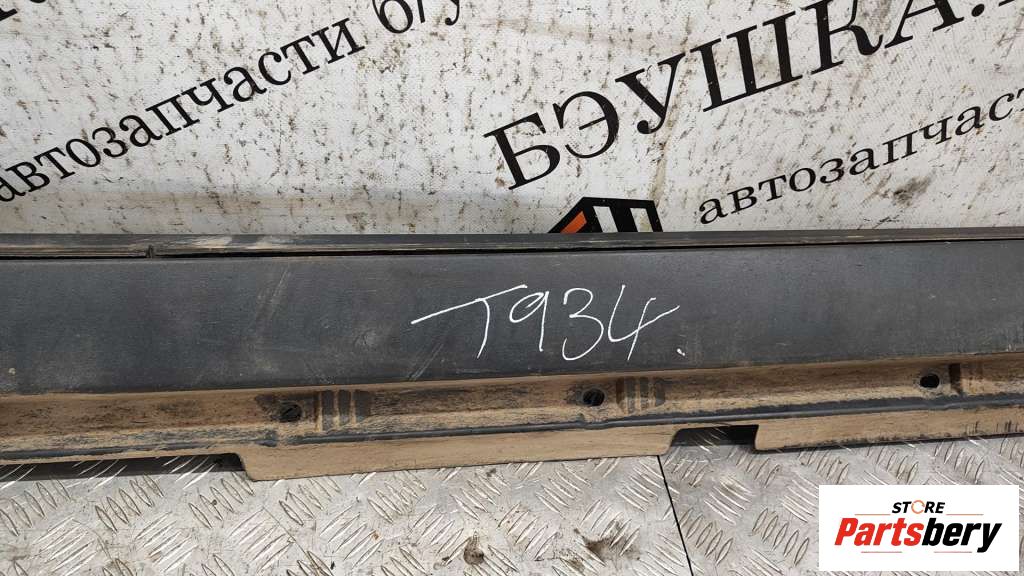 автозапчасти б/у
БЭУШКА.
автозапчаст
T934.
STORE
Partsbery